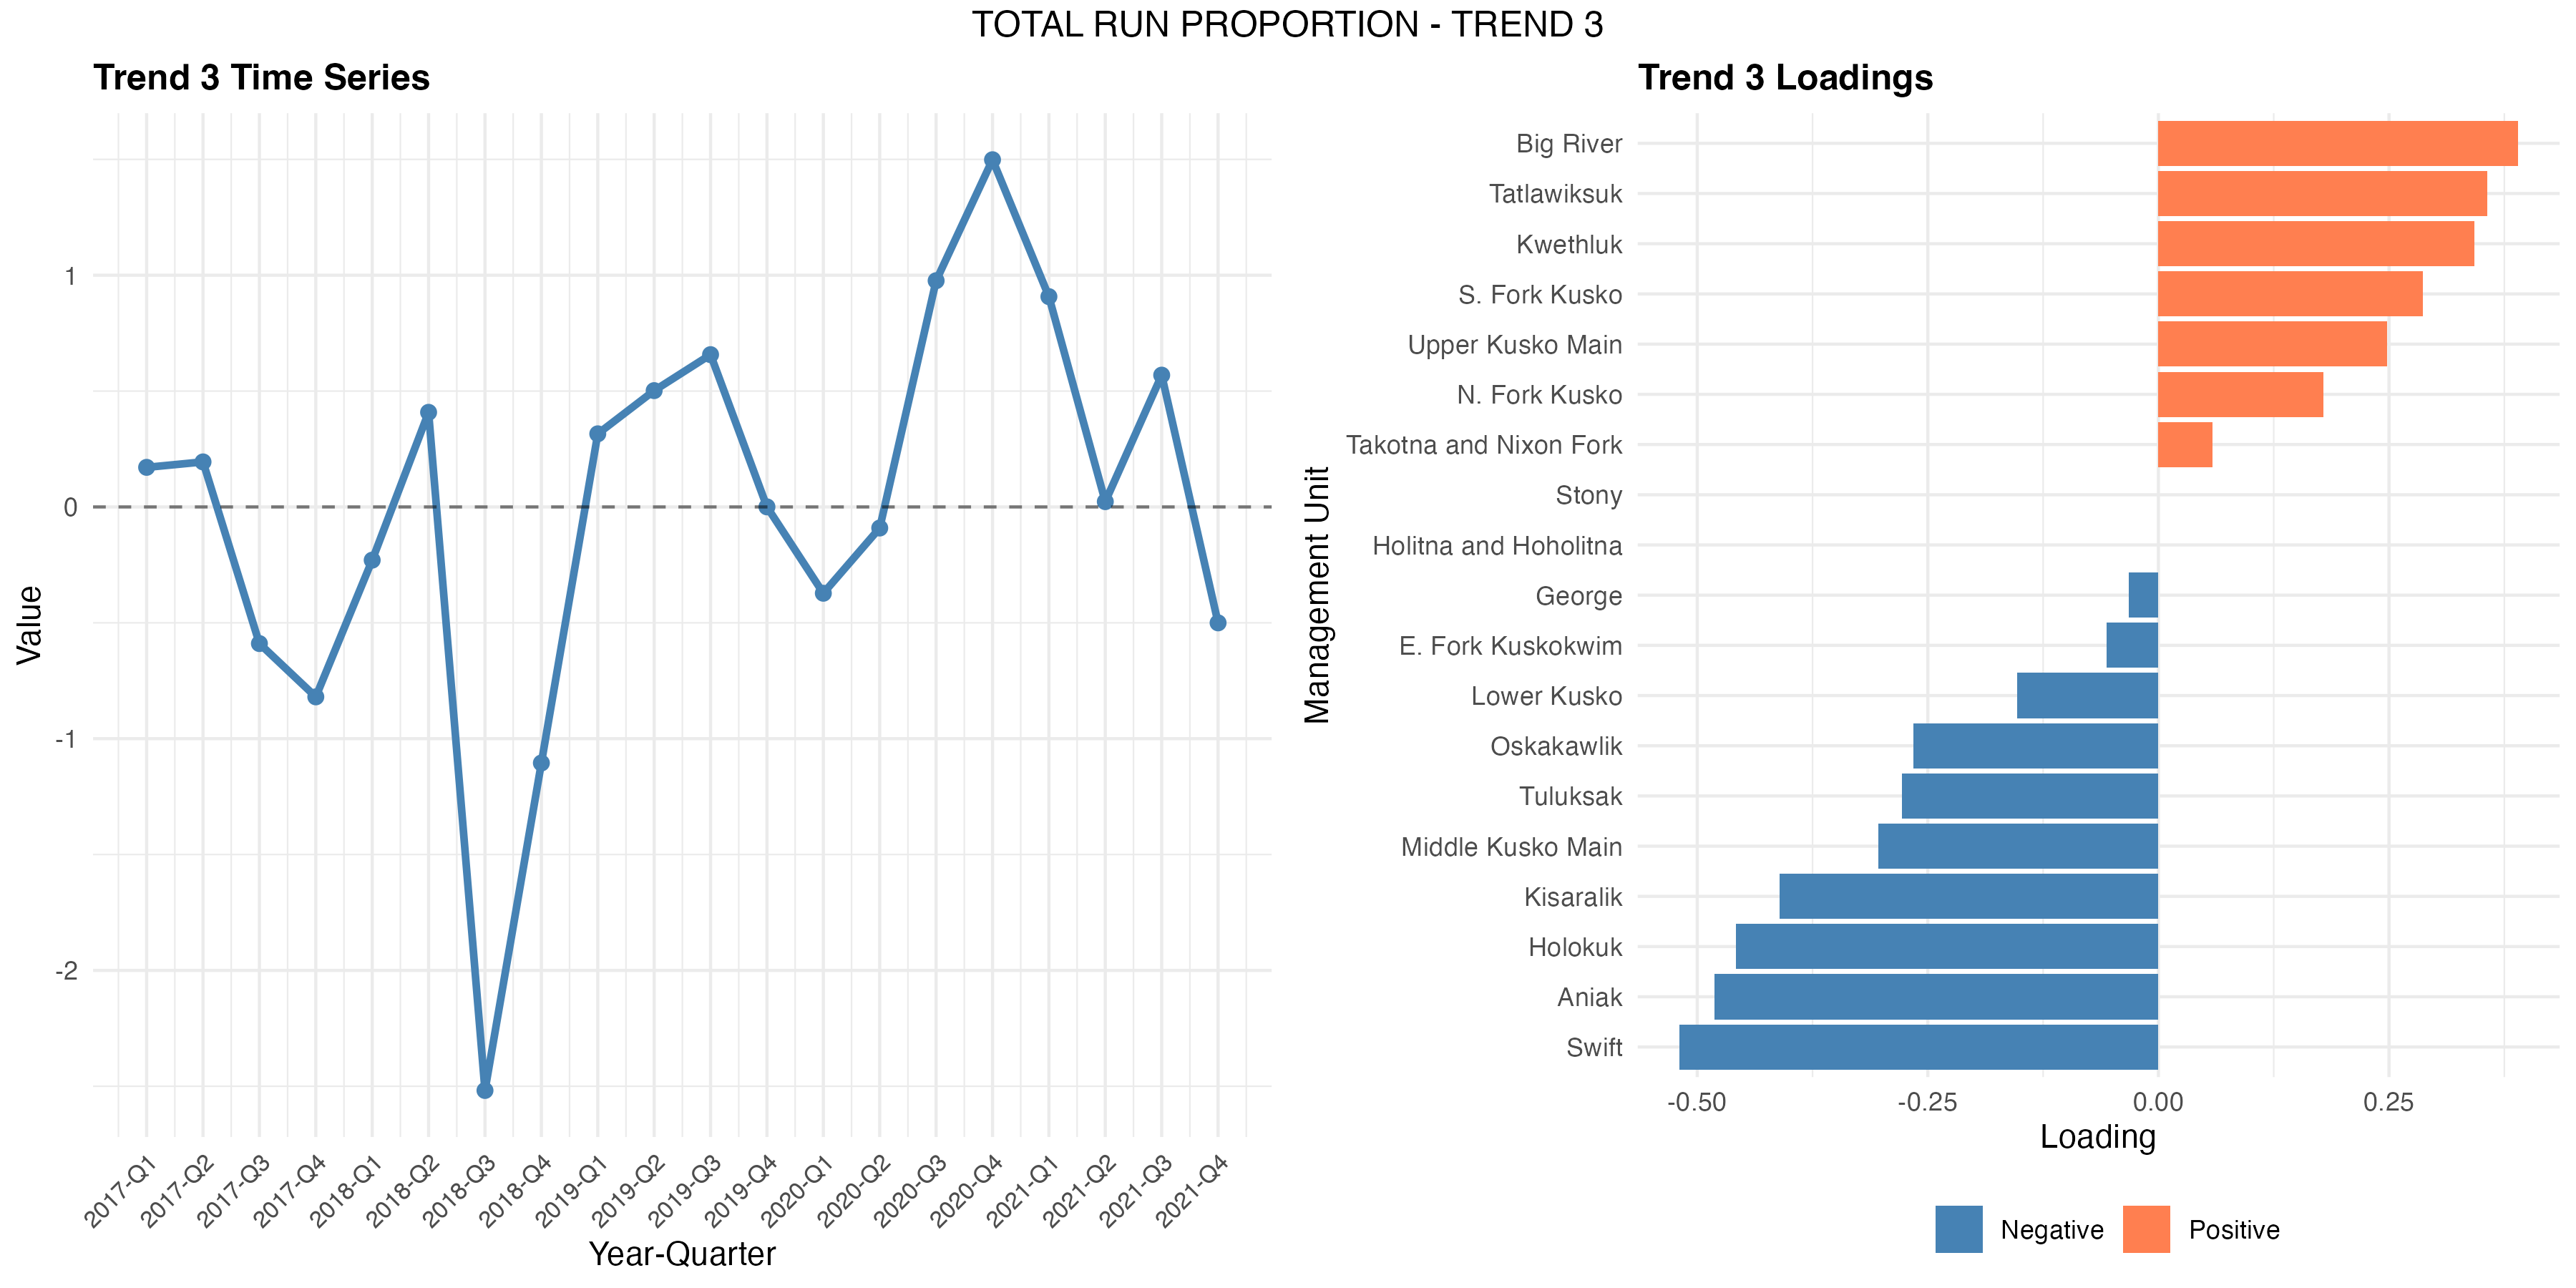 TOTAL RUN PROPORTION - TREND 3
Trend 3 Time Series
Value
1
0
-1
-2
2017-Q1
2017-Q2
2017-Q3
2017-Q4
2018-Q1
2018-Q2
2018-Q3
2018-Q4
2019-Q1
2019-Q2
2019-Q3
2019-Q4
2020-Q1
2020-Q2
2020-Q3
2020-Q4
2021-Q1
2021-Q2
2021-Q3
2021-Q4
Year-Quarter
Trend 3 Loadings
Management Unit
Big River
Tatlawiksuk
Kwethluk
S. Fork Kusko
Upper Kusko Main
N. Fork Kusko
Takotna and Nixon Fork
Stony
Holitna and Hoholitna
George
E. Fork Kuskokwim
Lower Kusko
Oskakawlik
Tuluksak
Middle Kusko Main
Kisaralik
Holokuk
Aniak
Swift
-0.50
-0.25
0.00
0.25
Loading
Negative
Positive